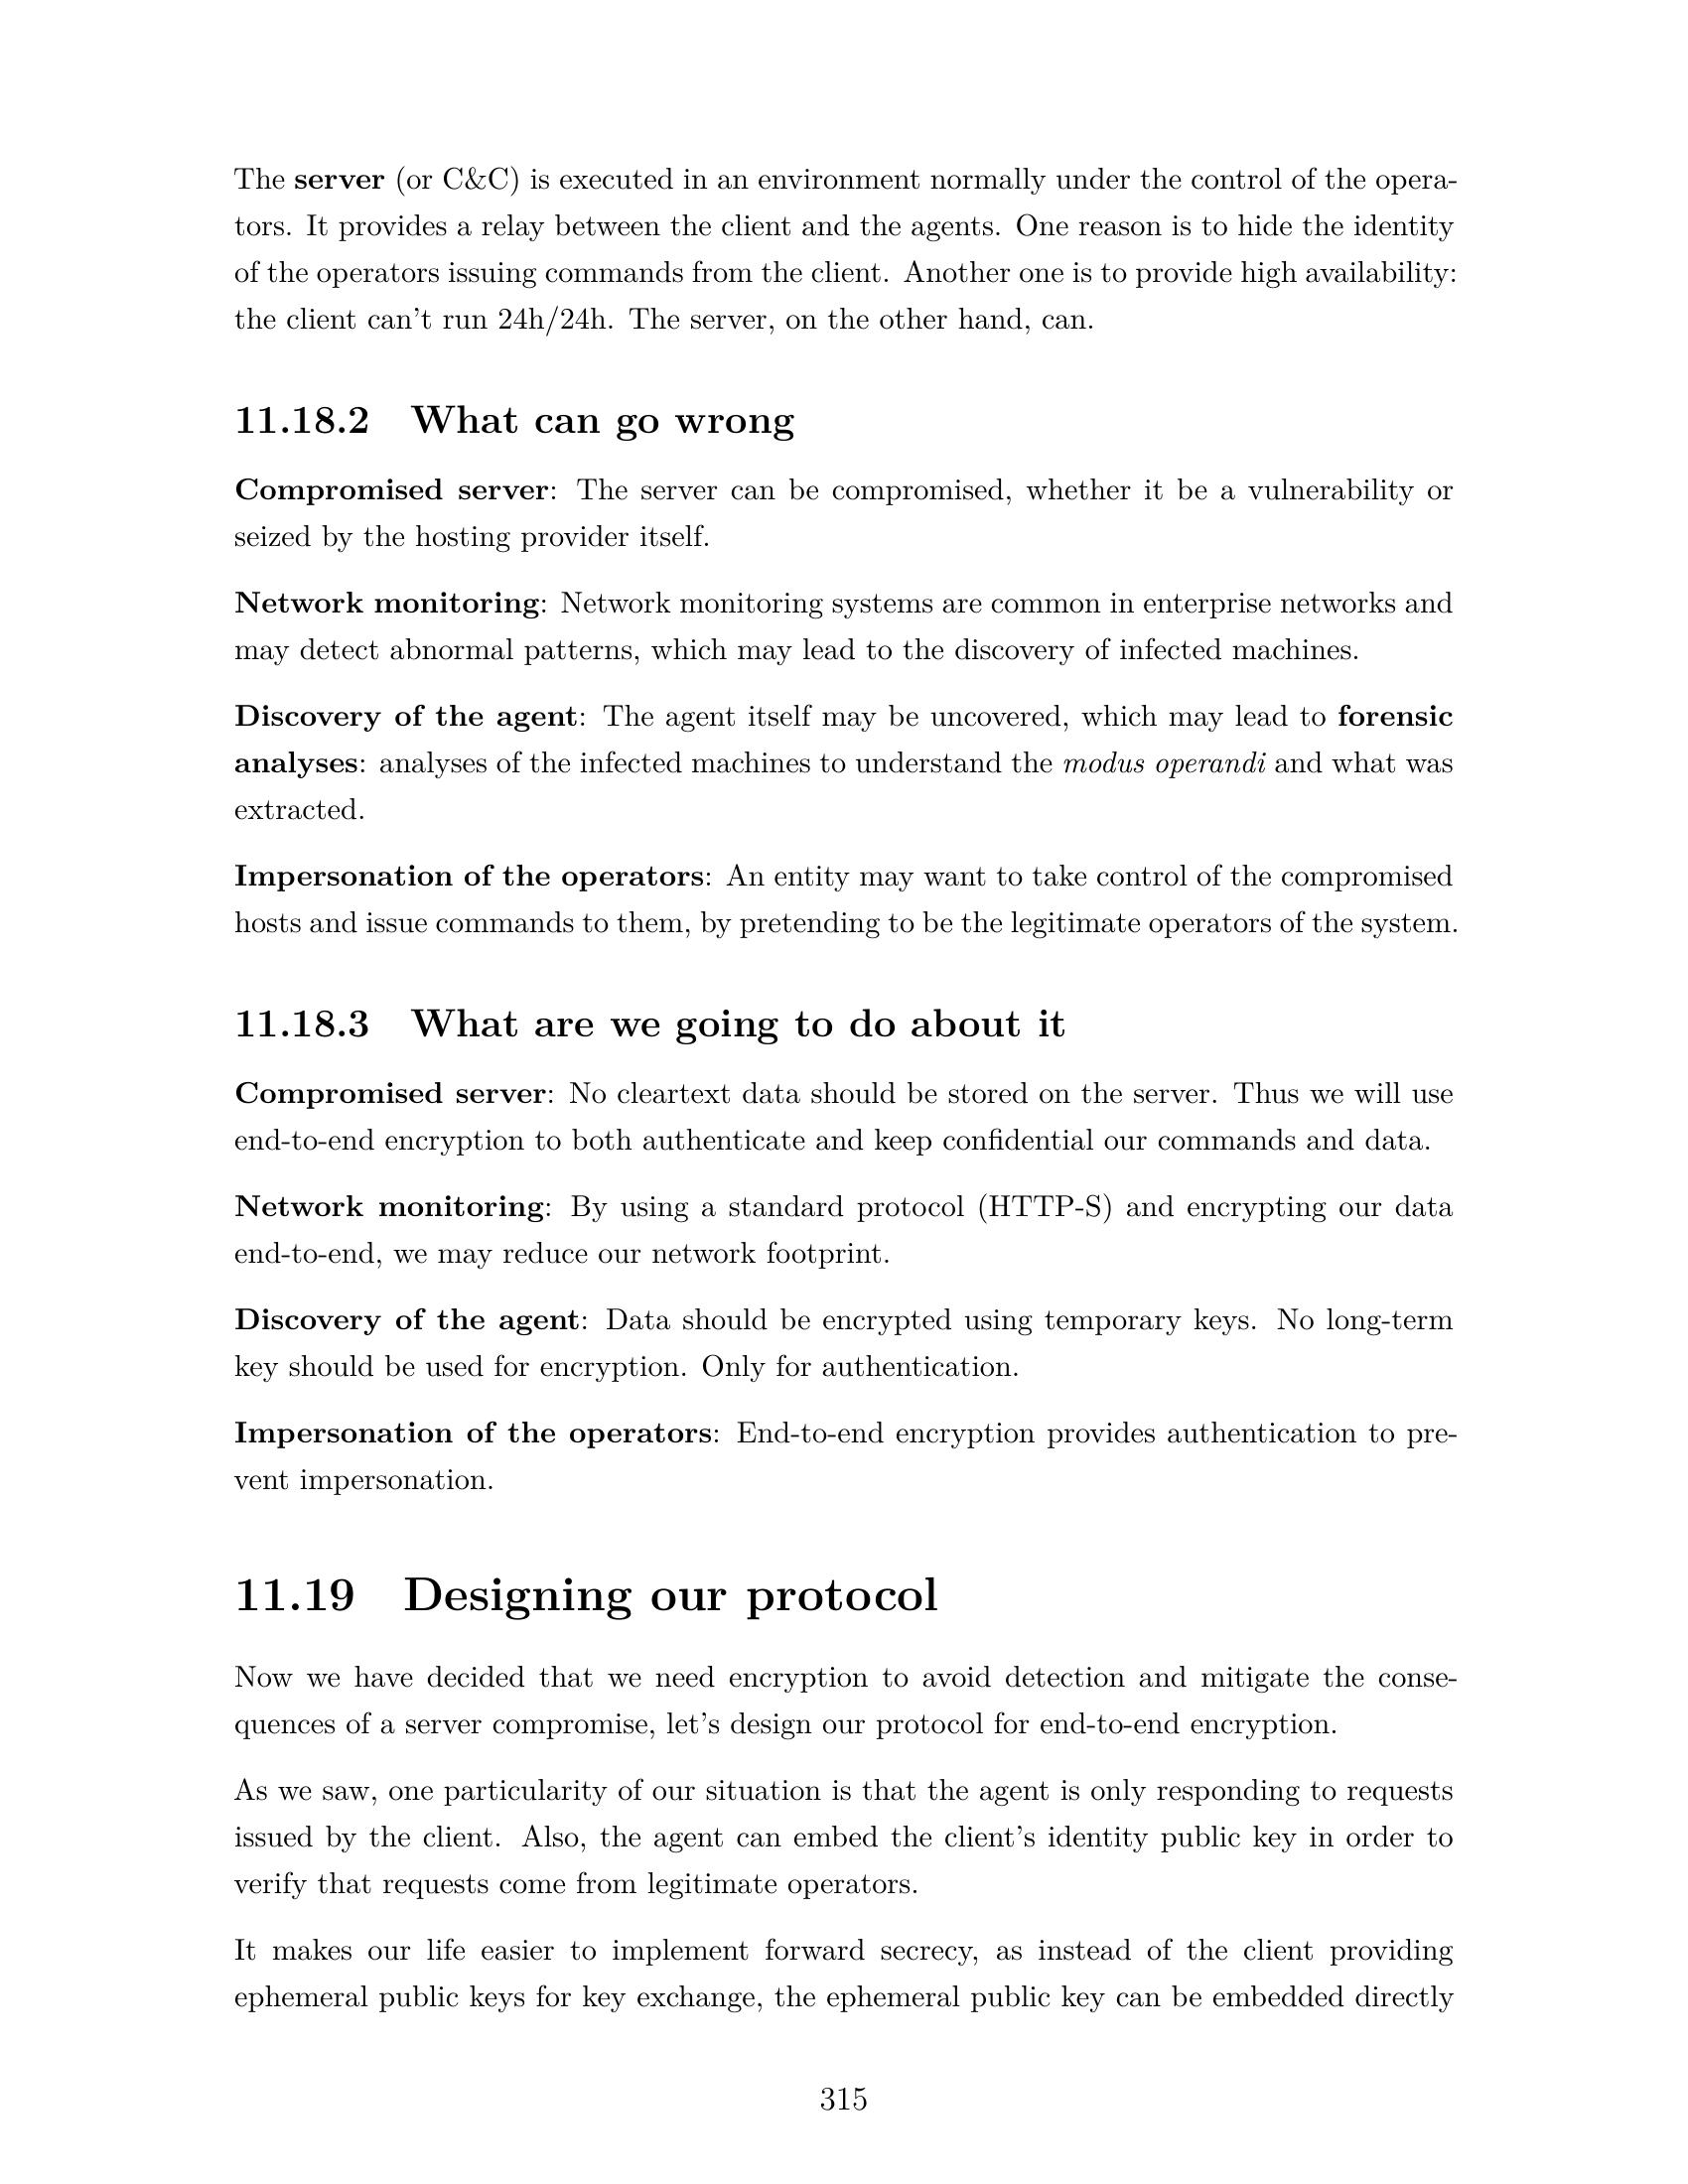 The server (or C&C) is executed in an environment normally under the control of the opera-
tors. It provides a relay between the client and the agents. One reason is to hide the identity
of the operators issuing commands from the client. Another one is to provide high availability:
the client can't run 24h/24h. The server, on the other hand, can.
11.18.2 What can go wrong
Compromised server: The server can be compromised, whether it be a vulnerability or
seized by the hosting provider itself.
Network monitoring: Network monitoring systems are common in enterprise networks and
may detect abnormal patterns, which may lead to the discovery of infected machines.
Discovery of the agent: The agent itself may be uncovered, which may lead to forensic
analyses: analyses of the infected machines to understand the modus operandi and what was
extracted.
Impersonation of the operators: An entity may want to take control of the compromised
hosts and issue commands to them, by pretending to be the legitimate operators of the system.
11.18.3 What are we going to do about it
Compromised server: No cleartext data should be stored on the server. Thus we will use
end-to-end encryption to both authenticate and keep confidential our commands and data.
Network monitoring: By using a standard protocol (HTTP-S) and encrypting our data
end-to-end, we may reduce our network footprint.
Discovery of the agent: Data should be encrypted using temporary keys. No long-term
key should be used for encryption. Only for authentication.
Impersonation of the operators: End-to-end encryption provides authentication to pre-
vent impersonation.
11.19 Designing our protocol
Now we have decided that we need encryption to avoid detection and mitigate the conse-
quences of a server compromise, let's design our protocol for end-to-end encryption.
As we saw, one particularity of our situation is that the agent is only responding to requests
issued by the client. Also, the agent can embed the client's identity public key in order to
verify that requests come from legitimate operators.
It makes our life easier to implement forward secrecy, as instead of the client providing
ephemeral public keys for key exchange, the ephemeral public key can be embedded directly
315